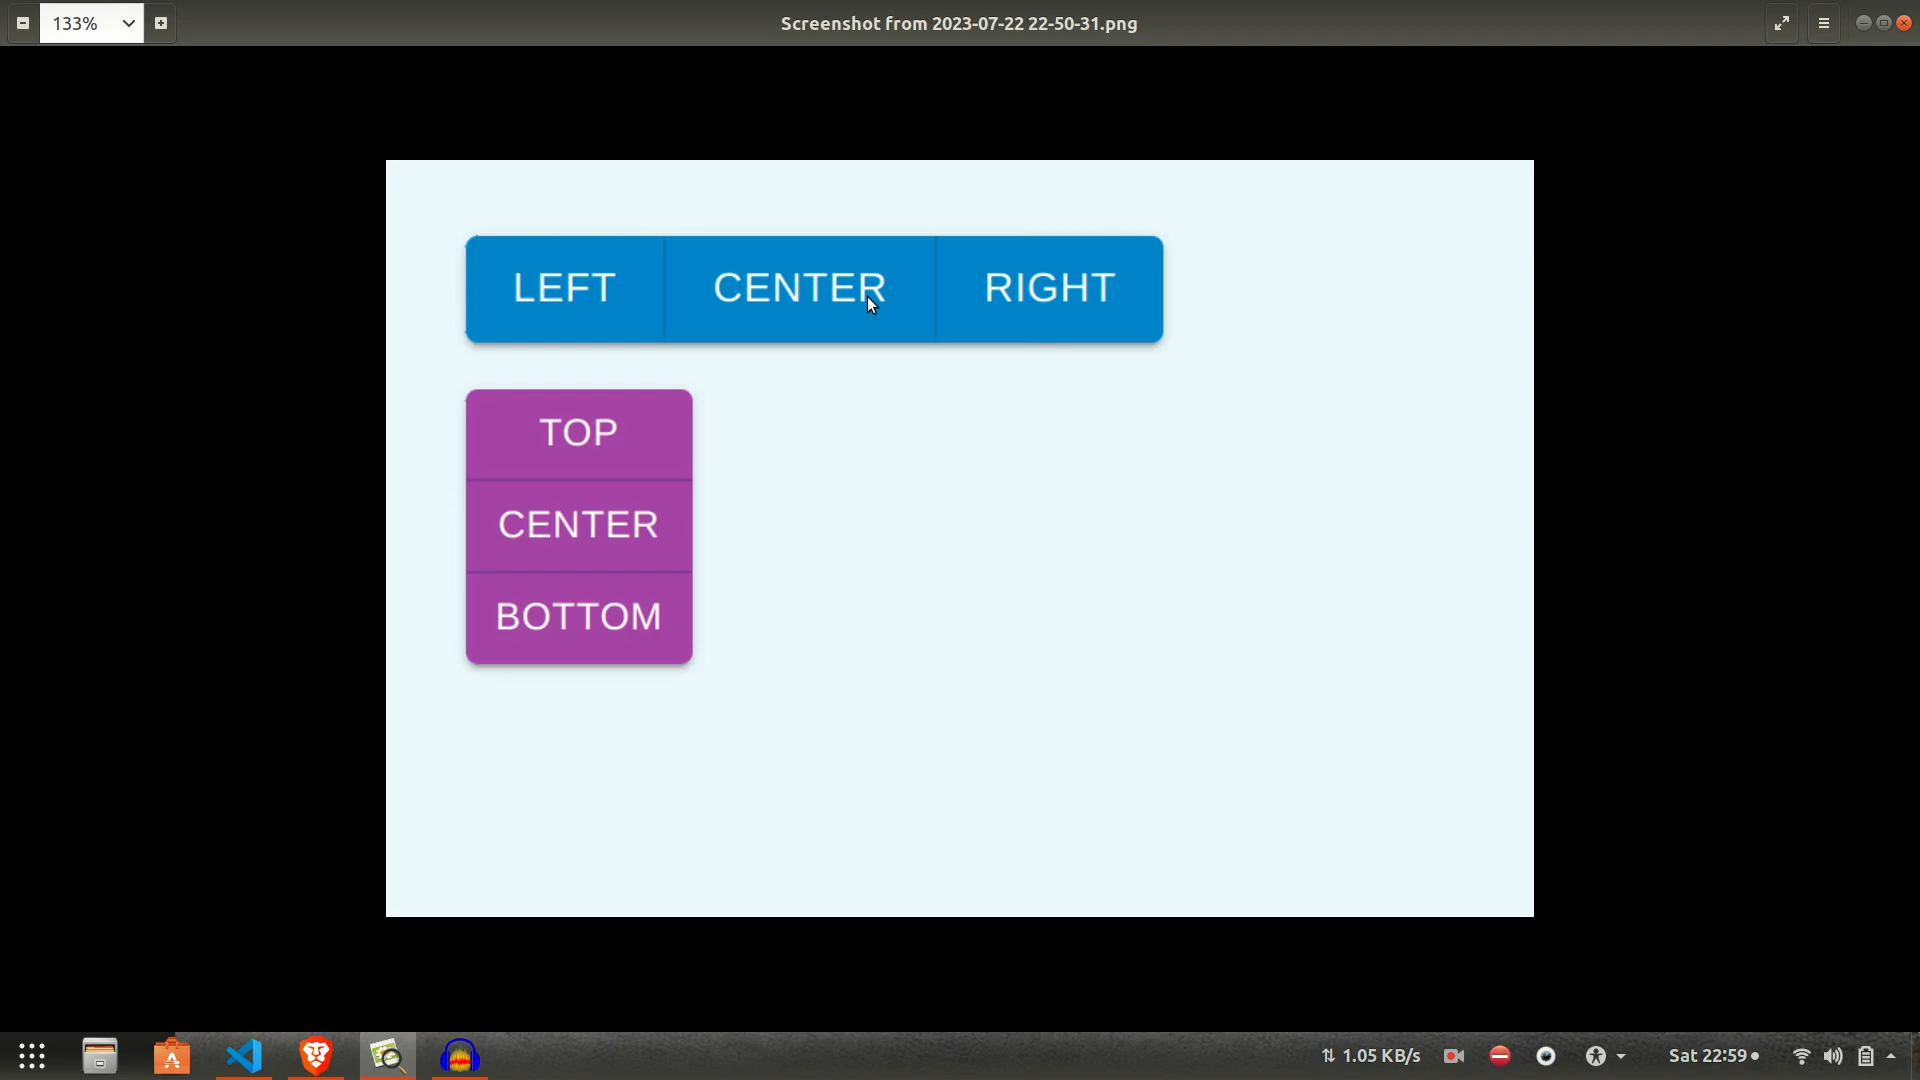 133%
Screenshot from 2023-07-22 22-50-31.png
LEFT CENTER RIGHT
TOP
CENTER
BOTTOM
1.05 KB/s
Sat 22:59